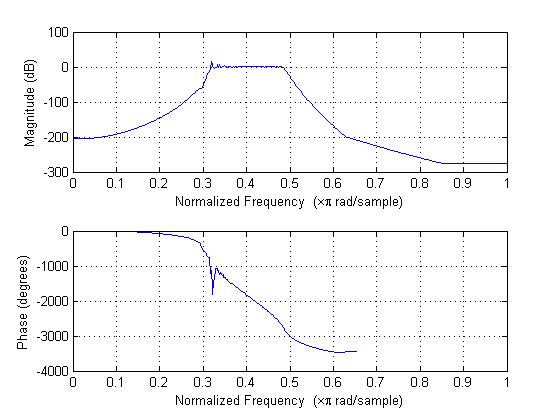 100
0
-100
-200
-300
Magnitude (dB)
0 0.1 0.2 0.3 0.4 0.5 0.6 0.7 0.8 0.9 1
Normalized Frequency (×π rad/sample)
0
-1000
-2000
-3000
-4000
Phase (degrees)
0 0.1 0.2 0.3 0.4 0.5 0.6 0.7 0.8 0.9 1
Normalized Frequency (×π rad/sample)